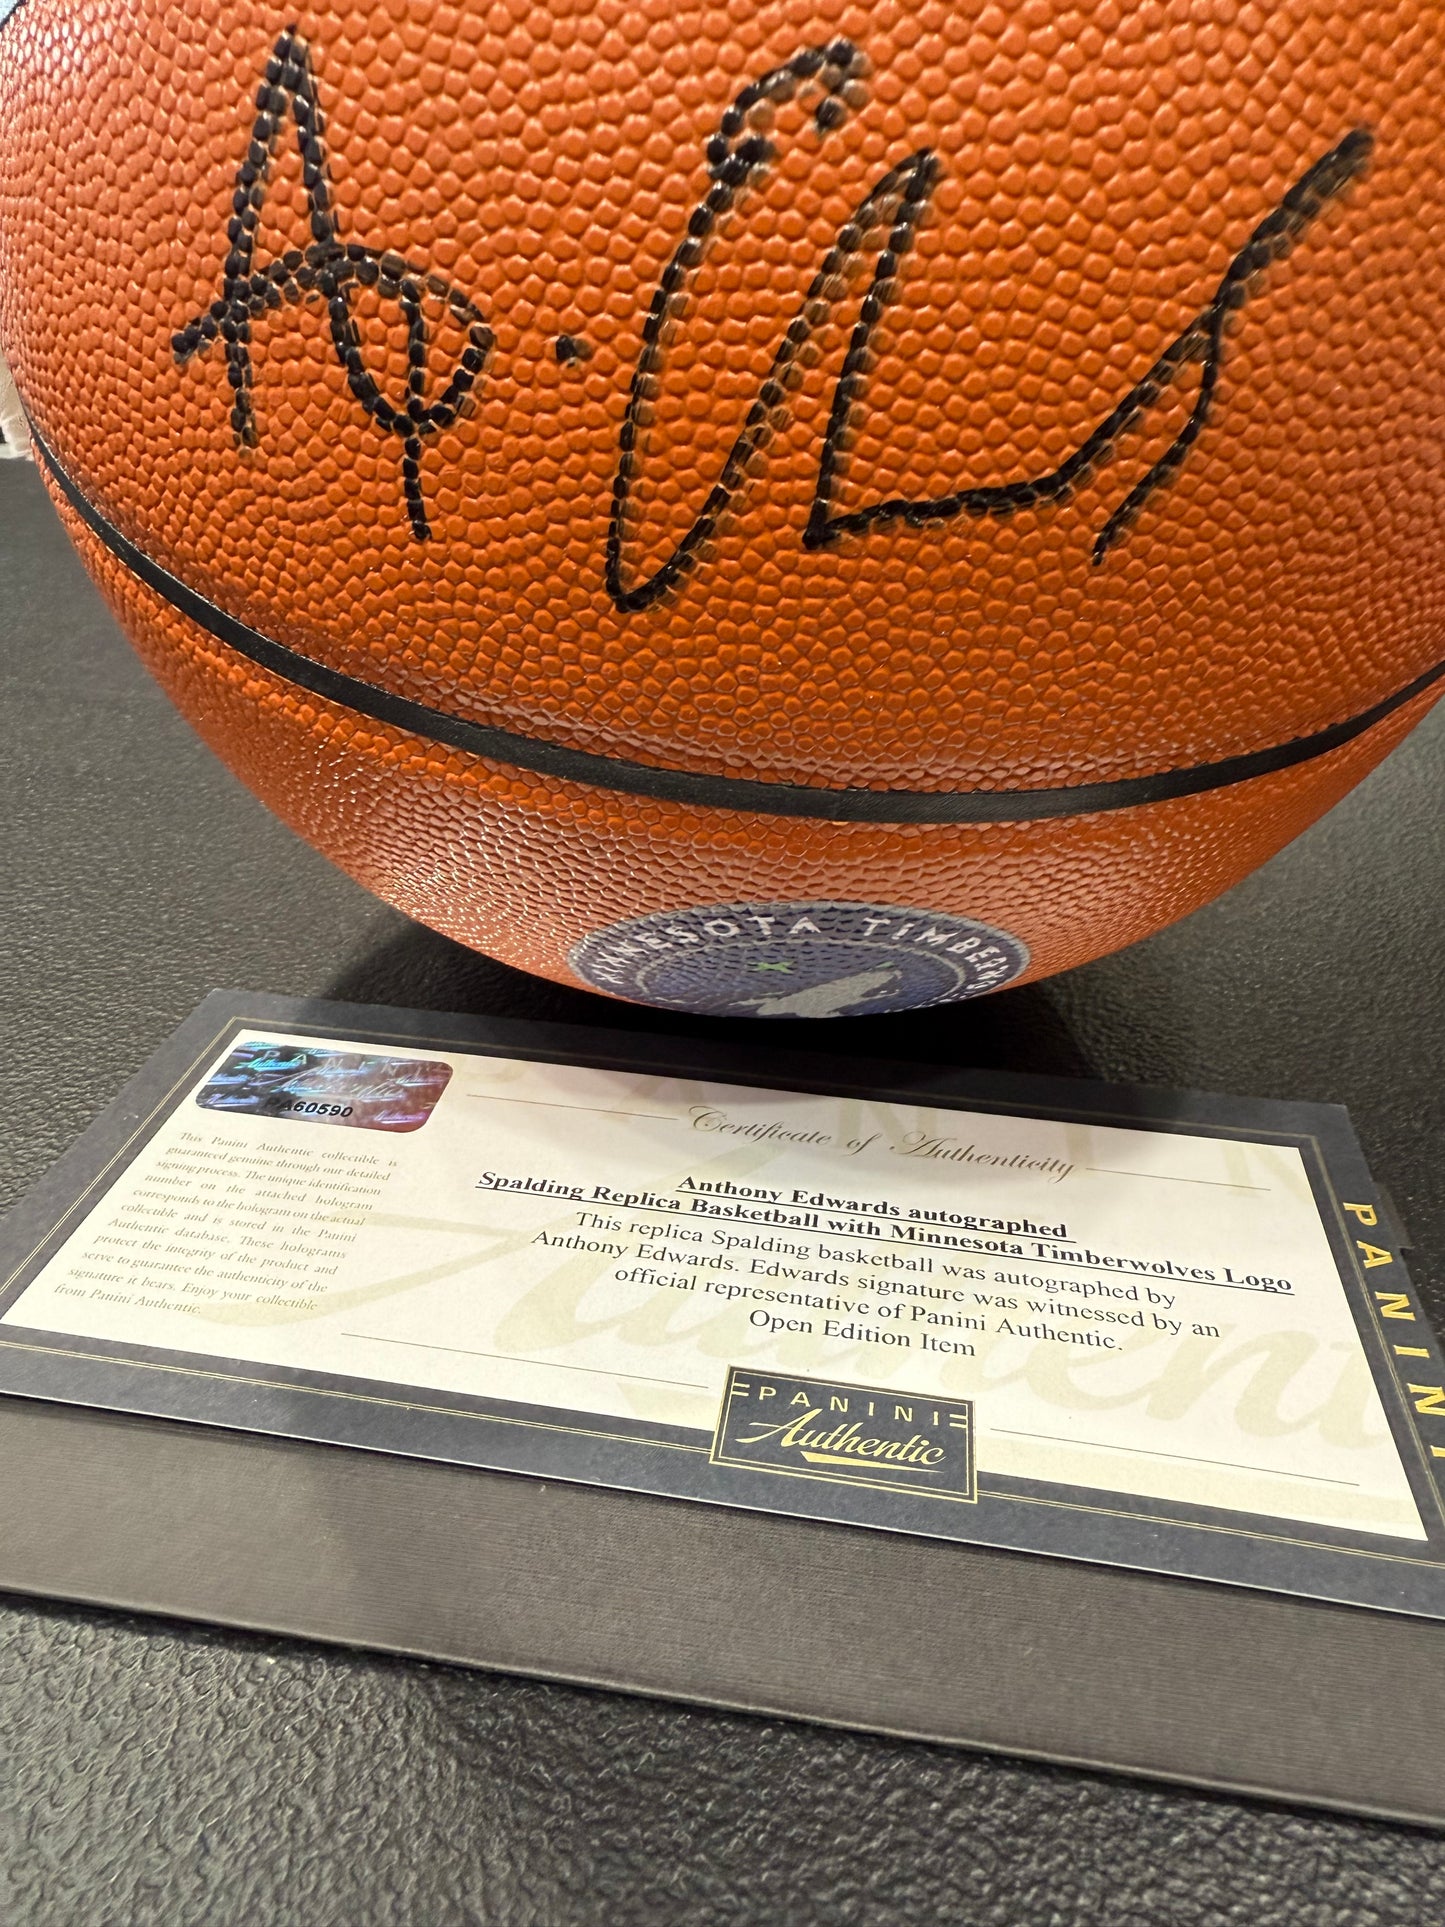 MINNESOTA TIMBERWO
PANINI
Authentic
PA60590
This Panini Authentic collectible is
guaranteed genuine through our detailed
signing process. The unique identification
number on the attached hologram
corresponds to the hologram on the actual
collectible and is stored in the Panini
Authentic database. These holograms
protect the integrity of the product and
serve to guarantee the authenticity of the
signature it bears. Enjoy your collectible
from Panini Authentic.
Certificate of Authenticity
Anthony Edwards autographed
Spalding Replica Basketball with Minnesota Timberwolves Logo
This replica Spalding basketball was autographed by
Anthony Edwards. Edwards signature was witnessed by an
official representative of Panini Authentic.
Open Edition Item
PANINI
Authentic
PANINI